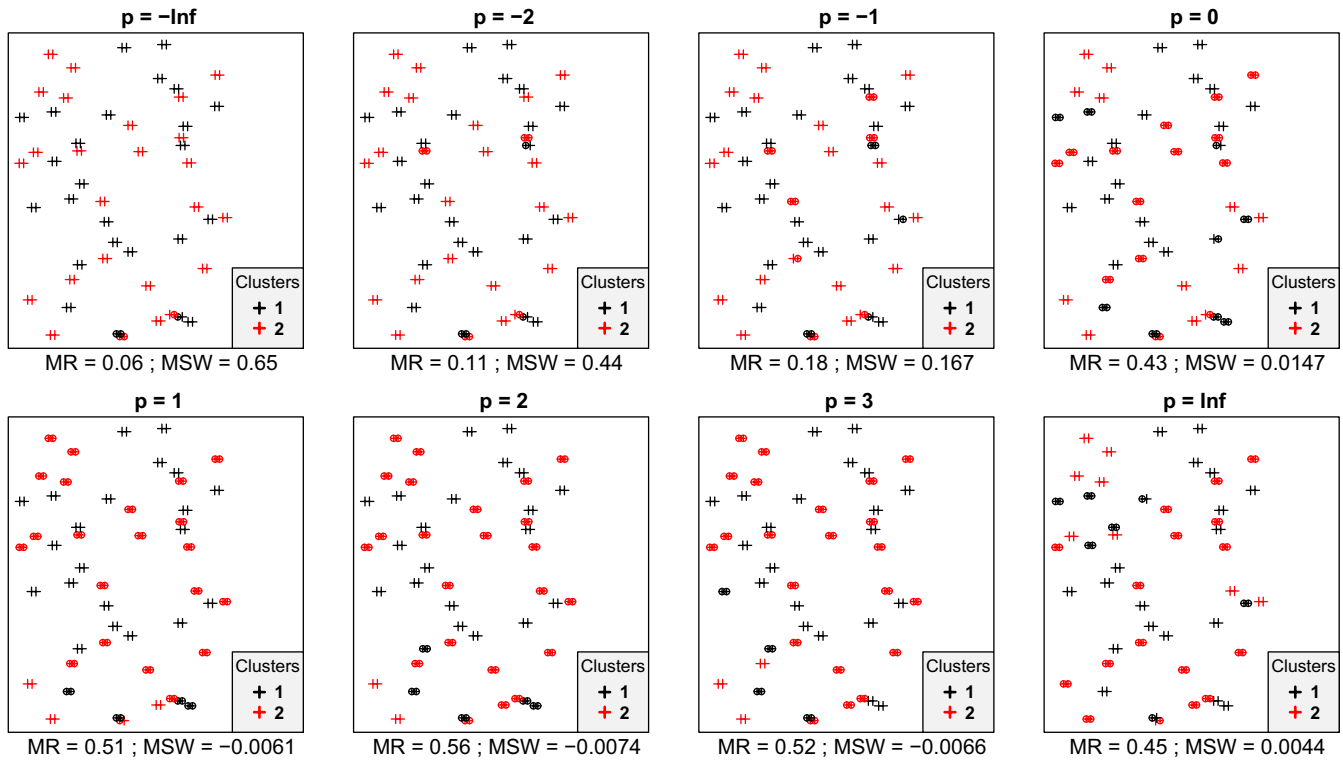 p = −Inf
p = −2
p = −1
p = 0
Clusters
1
2
Clusters
1
2
Clusters
1
2
Clusters
1
2
MR = 0.06 ; MSW = 0.65
MR = 0.11 ; MSW = 0.44
MR = 0.18 ; MSW = 0.167
MR = 0.43 ; MSW = 0.0147
p = 1
p = 2
p = 3
p = Inf
Clusters
1
2
Clusters
1
2
Clusters
1
2
Clusters
1
2
MR = 0.51 ; MSW = −0.0061
MR = 0.56 ; MSW = −0.0074
MR = 0.52 ; MSW = −0.0066
MR = 0.45 ; MSW = 0.0044